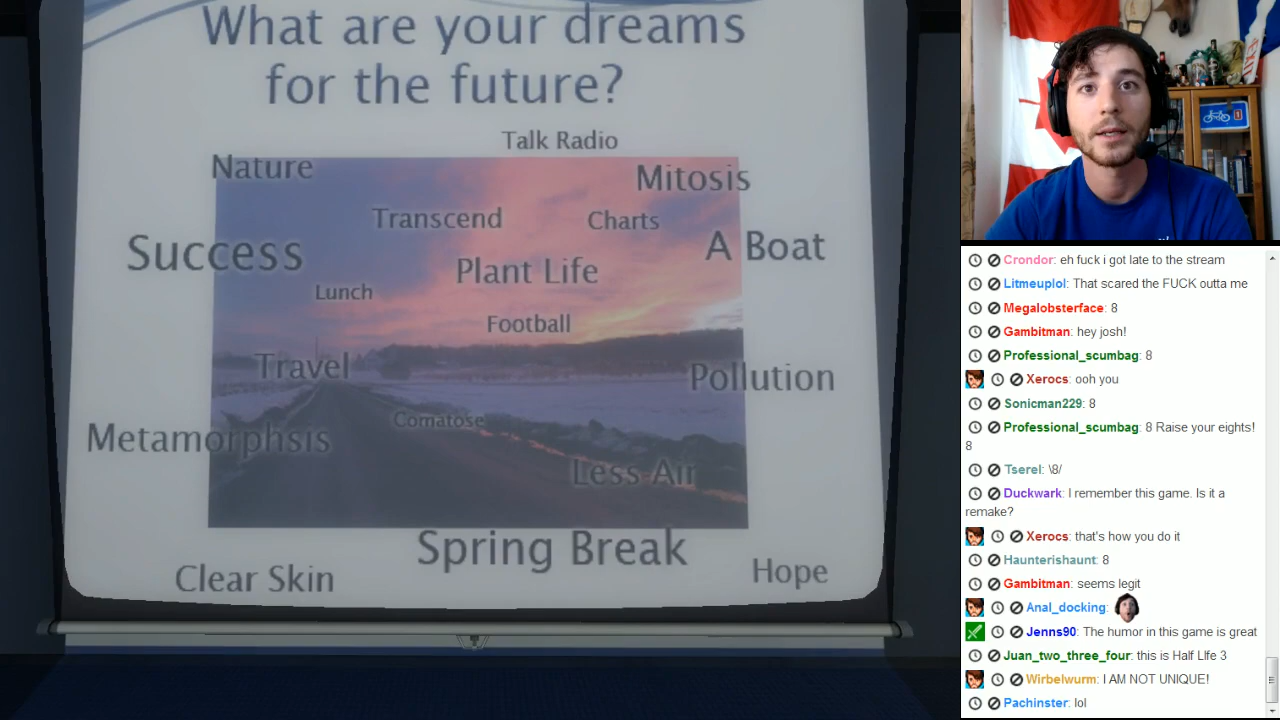 What are your dreams
for the future?
Talk Radio
Nature
Mitosis
Transcend
Charts
Success
A Boat
Plant Life
Lunch
Football
Travel
Pollution
Comatose
Metamorphsis
Less Air
Spring Break
Clear Skin
Hope
Crondor: eh fuck i got late to the stream
Litmeuplol: That scared the FUCK outta me
Megalobsterface: 8
Gambitman: hey josh!
Professional_scumbag: 8
Xerocs: ooh you
Sonicman229: 8
Professional_scumbag: 8 Raise your eights!
8
Tserel: \8/
Duckwark: I remember this game. Is it a
remake?
Xerocs: that's how you do it
Haunterishaunt: 8
Gambitman: seems legit
Anal_docking:
Jenns90: The humor in this game is great
Juan_two_three_four: this is Half LIfe 3
Wirbelwurm: I AM NOT UNIQUE!
Pachinster: lol